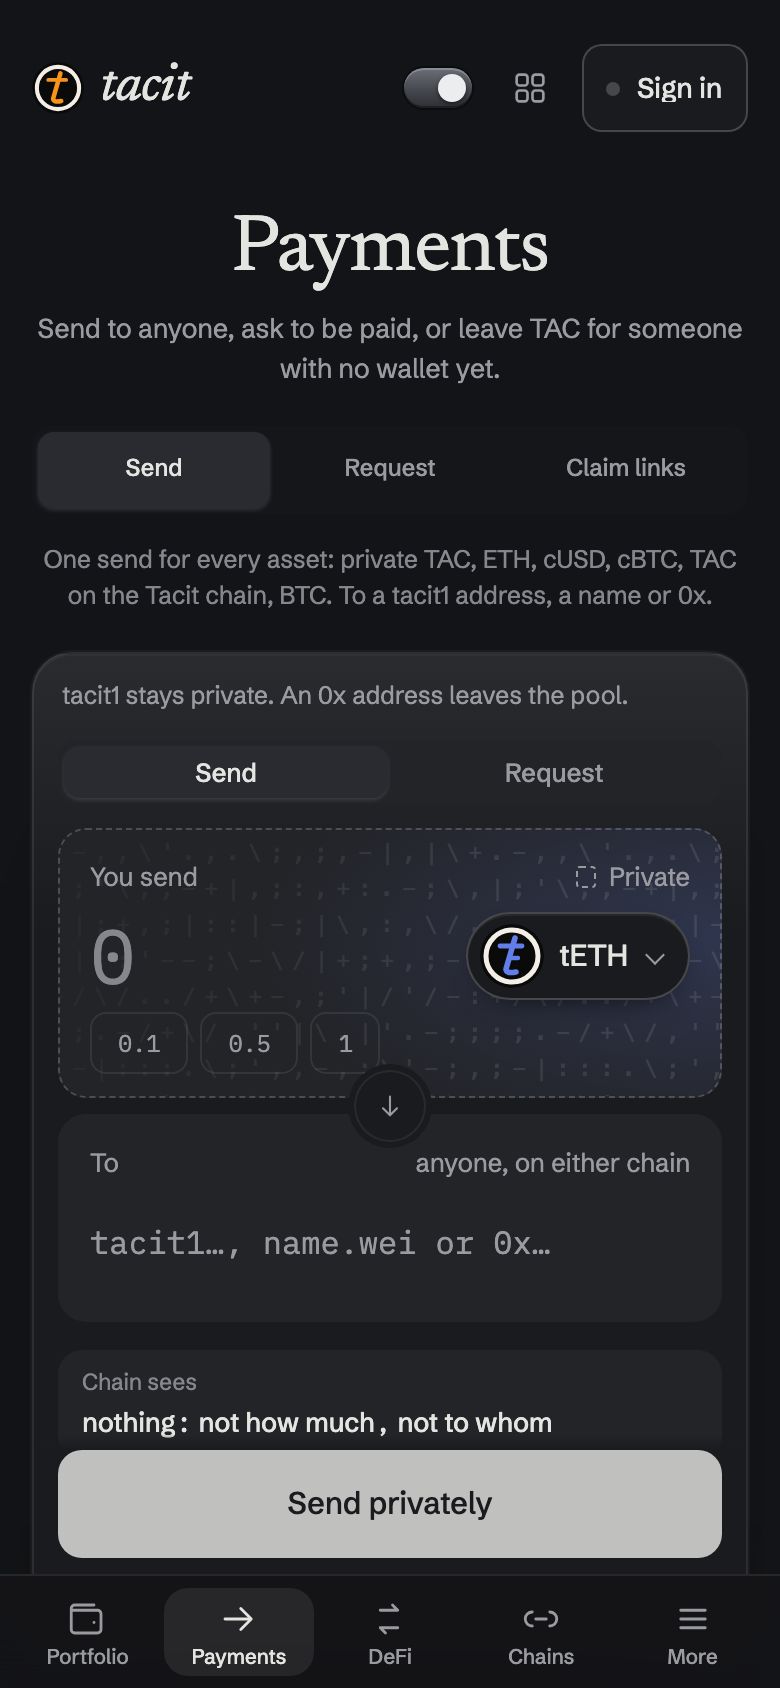 tacit
Sign in
Payments
Send to anyone, ask to be paid, or leave TAC for someone
with no wallet yet.
Send
Request
Claim links
One send for every asset: private TAC, ETH, cUSD, cBTC, TAC
on the Tacit chain, BTC. To a tacit1 address, a name or 0x.
tacit1 stays private. An 0x address leaves the pool.
Send
Request
You send
Private
0
tETH
0.1
0.5
1
To
anyone, on either chain
tacit1…, name.wei or 0x…
Chain sees
nothing: not how much, not to whom
Send privately
Portfolio
Payments
DeFi
Chains
More